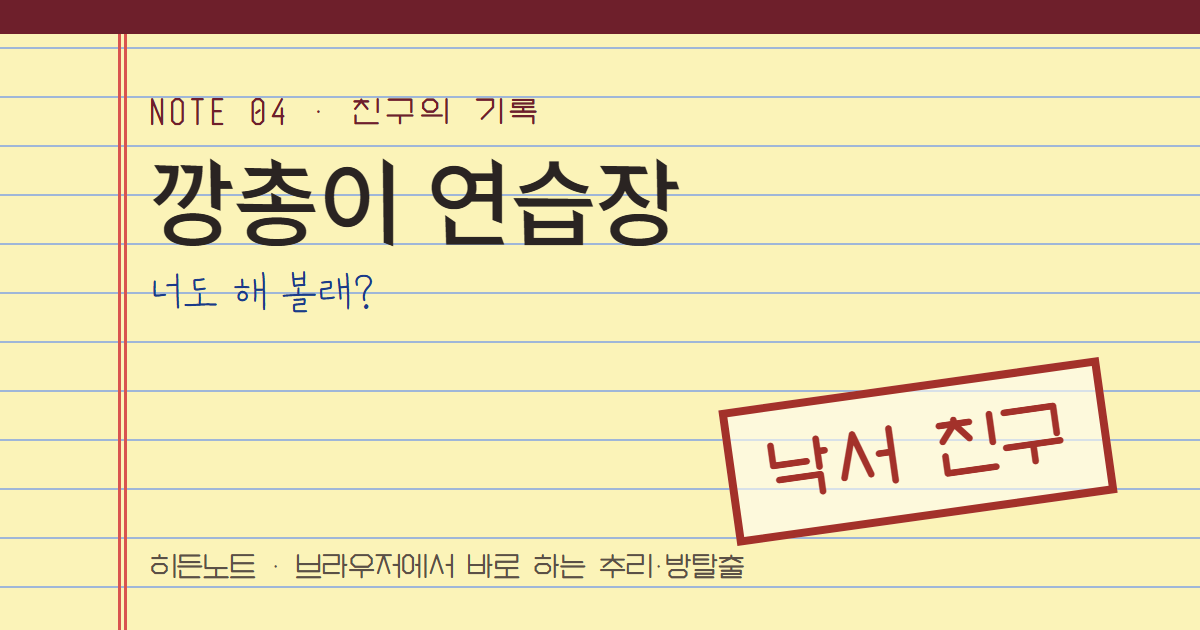 NOTE 04 · 친구의 기록
깡총이 연습장
너도 해 볼래?
낙서 친구
히든노트 · 브라우저에서 바로 하는 추리·방탈출